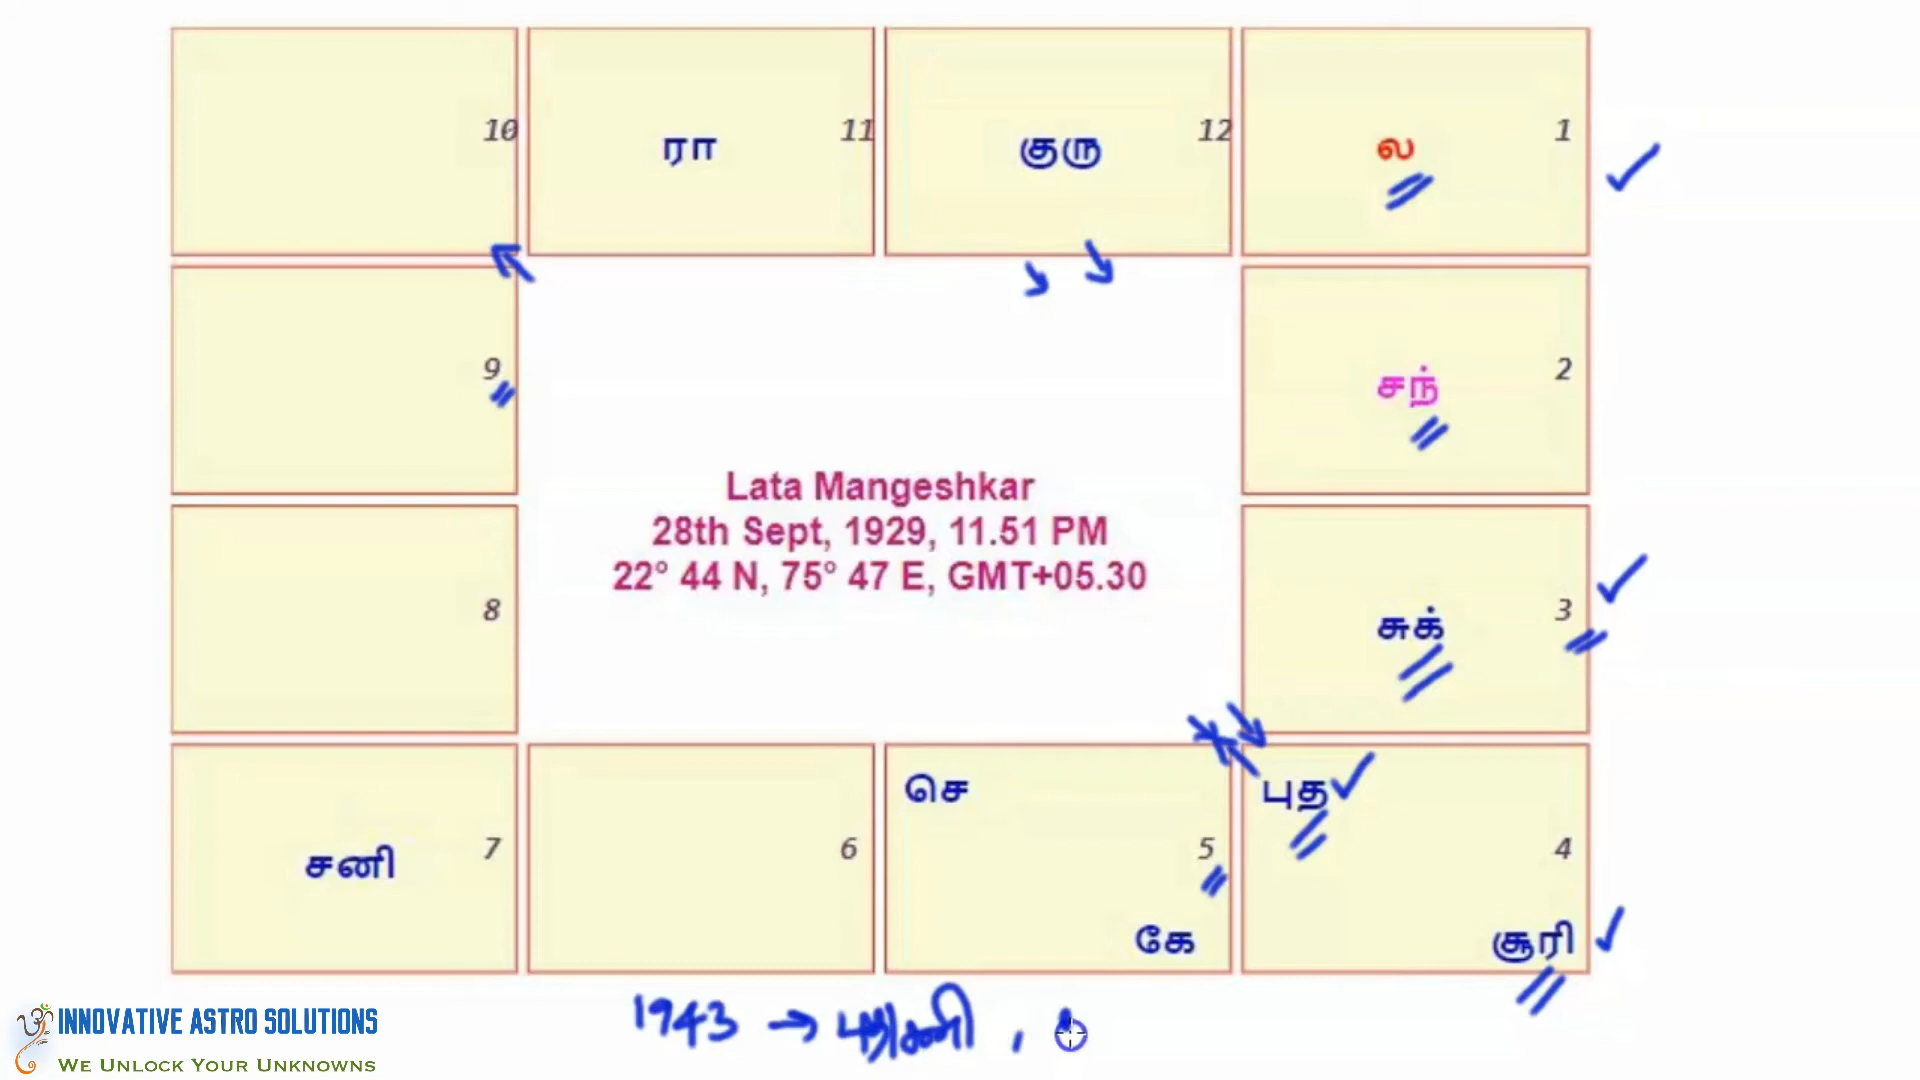 10
ரா 11
குரு 12
ல 1
9
சந் 2
Lata Mangeshkar
28th Sept, 1929, 11.51 PM
22° 44 N, 75° 47 E, GMT+05.30
8
சுக் 3
சனி 7
6
செ
5
கே
புத
4
சூரி
1943 →
INNOVATIVE ASTRO SOLUTIONS
WE UNLOCK YOUR UNKNOWNS